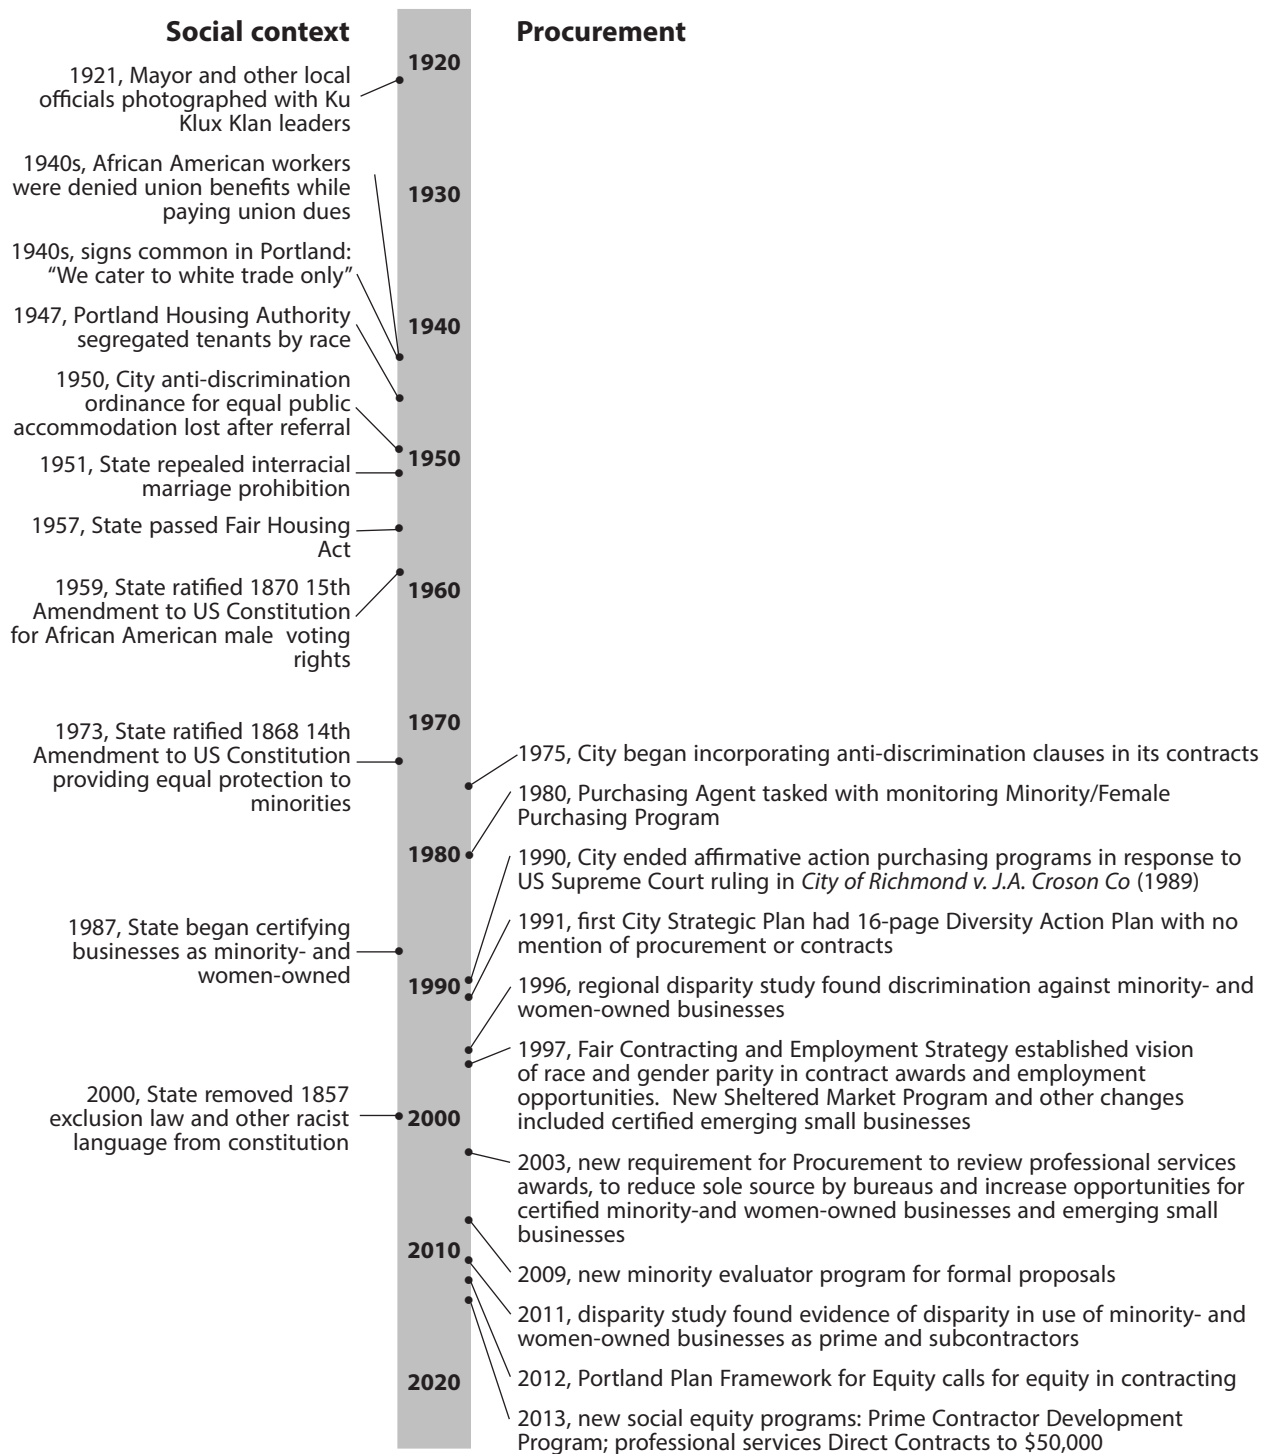 Social context
1921, Mayor and other local
officials photographed with Ku
Klux Klan leaders
1940s, African American workers
were denied union benefits while
paying union dues
1940s, signs common in Portland:
“We cater to white trade only”
1947, Portland Housing Authority
segregated tenants by race
1950, City anti-discrimination
ordinance for equal public
accommodation lost after referral
1951, State repealed interracial
marriage prohibition
1957, State passed Fair Housing
Act
1959, State ratified 1870 15th
Amendment to US Constitution
for African American male  voting
rights
1973, State ratified 1868 14th
Amendment to US Constitution
providing equal protection to
minorities
1987, State began certifying
businesses as minority- and
women-owned
2000, State removed 1857
exclusion law and other racist
language from constitution
1920
1930
1940
1950
1960
1970
1980
1990
2000
2010
2020
Procurement
1975, City began incorporating anti-discrimination clauses in its contracts
1980, Purchasing Agent tasked with monitoring Minority/Female
Purchasing Program
1990, City ended affirmative action purchasing programs in response to
US Supreme Court ruling in City of Richmond v. J.A. Croson Co (1989)
1991, first City Strategic Plan had 16-page Diversity Action Plan with no
mention of procurement or contracts
1996, regional disparity study found discrimination against minority- and
women-owned businesses
1997, Fair Contracting and Employment Strategy established vision
of race and gender parity in contract awards and employment
opportunities.  New Sheltered Market Program and other changes
included certified emerging small businesses
2003, new requirement for Procurement to review professional services
awards, to reduce sole source by bureaus and increase opportunities for
certified minority-and women-owned businesses and emerging small
businesses
2009, new minority evaluator program for formal proposals
2011, disparity study found evidence of disparity in use of minority- and
women-owned businesses as prime and subcontractors
2012, Portland Plan Framework for Equity calls for equity in contracting
2013, new social equity programs: Prime Contractor Development
Program; professional services Direct Contracts to $50,000